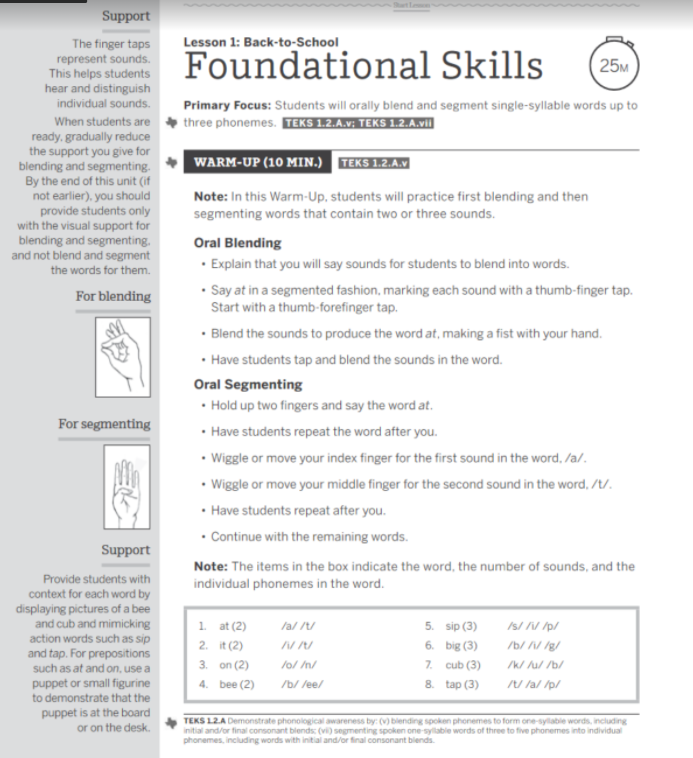 Short Lesson
Support
The finger taps
represent sounds.
This helps students
hear and distinguish
individual sounds.
When students are
ready, gradually reduce
the support you give for
blending and segmenting.
By the end of this unit (if
not earlier), you should
provide students only
with the visual support for
blending and segmenting,
and not blend and segment
the words for them.
For blending
For segmenting
Support
Provide students with
context for each word by
displaying pictures of a bee
and cub and mimicking
action words such as sip
and tap. For prepositions
such as at and on, use a
puppet or small figurine
to demonstrate that the
puppet is at the board
or on the desk.
Lesson 1: Back-to-School
Foundational Skills
25M
Primary Focus: Students will orally blend and segment single-syllable words up to
three phonemes. TEKS 1.2.A.v; TEKS 1.2.A.vii
WARM-UP (10 MIN.) TEKS 1.2.A.v
Note: In this Warm-Up, students will practice first blending and then
segmenting words that contain two or three sounds.
Oral Blending
• Explain that you will say sounds for students to blend into words.
• Say at in a segmented fashion, marking each sound with a thumb-finger tap.
Start with a thumb-forefinger tap.
• Blend the sounds to produce the word at, making a fist with your hand.
• Have students tap and blend the sounds in the word.
Oral Segmenting
• Hold up two fingers and say the word at.
• Have students repeat the word after you.
• Wiggle or move your index finger for the first sound in the word, /a/.
• Wiggle or move your middle finger for the second sound in the word, /t/.
• Have students repeat after you.
• Continue with the remaining words.
Note: The items in the box indicate the word, the number of sounds, and the
individual phonemes in the word.
1. at (2) /a/ /t/
2. it (2) /i/ /t/
3. on (2) /o/ /n/
4. bee (2) /b/ /ee/
5. sip (3) /s/ /i/ /p/
6. big (3) /b/ /i/ /g/
7. cub (3) /k/ /u/ /b/
8. tap (3) /t/ /a/ /p/
TEKS 1.2.A Demonstrate phonological awareness by: (v) blending spoken phonemes to form one-syllable words, including
initial and/or final consonant blends; (vii) segmenting spoken one-syllable words of three to five phonemes into individual
phonemes, including words with initial and/or final consonant blends.